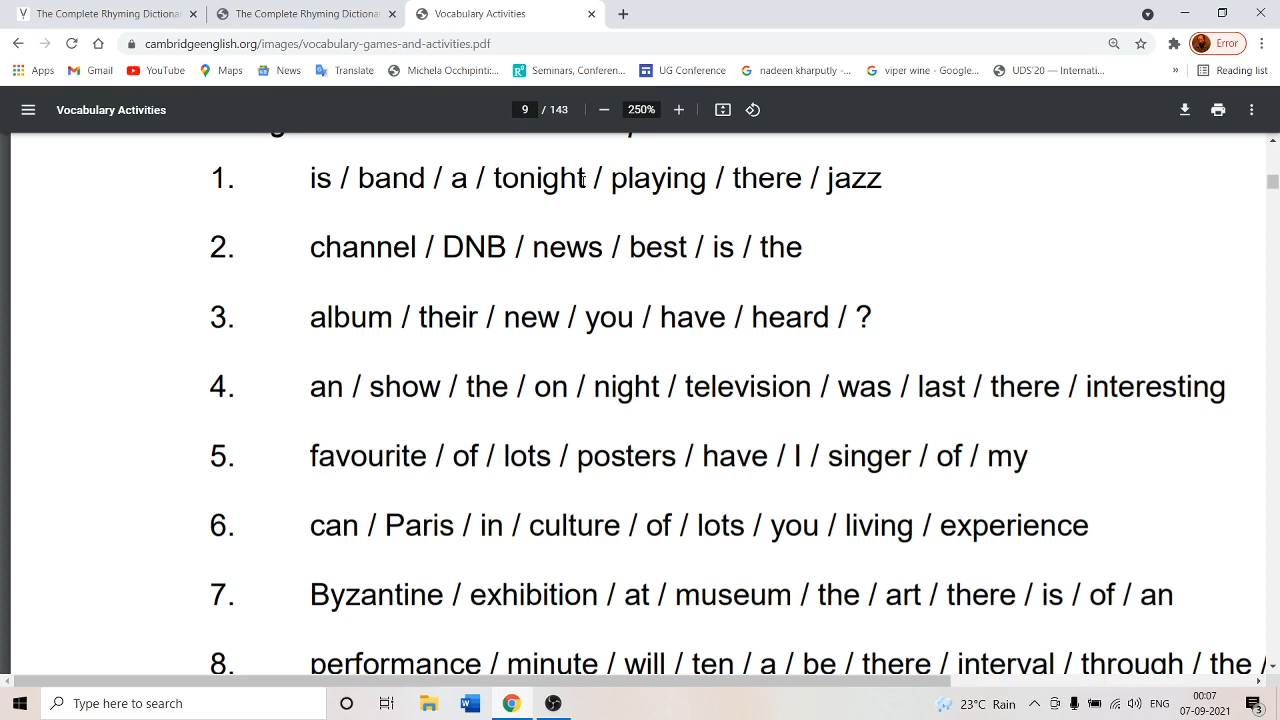 The Complete Rhyming Dictionar × The Complete Rhyming Dictionar × Vocabulary Activities × +
cambridgeenglish.org/images/vocabulary-games-and-activities.pdf Error
Apps Gmail YouTube Maps News Translate Michela Occhipinti:... Seminars, Conferen... UG Conference nadeen kharputly -... viper wine - Google... UDS'20 — Internati... » Reading list
Vocabulary Activities 9 / 143 − 250% +
1. is / band / a / tonight / playing / there / jazz
2. channel / DNB / news / best / is / the
3. album / their / new / you / have / heard / ?
4. an / show / the / on / night / television / was / last / there / interesting
5. favourite / of / lots / posters / have / I / singer / of / my
6. can / Paris / in / culture / of / lots / you / living / experience
7. Byzantine / exhibition / at / museum / the / art / there / is / of / an
8. performance / minute / will / ten / a / be / there / interval / through / the /
Type here to search 23°C Rain ENG 00:07
07-09-2021 3